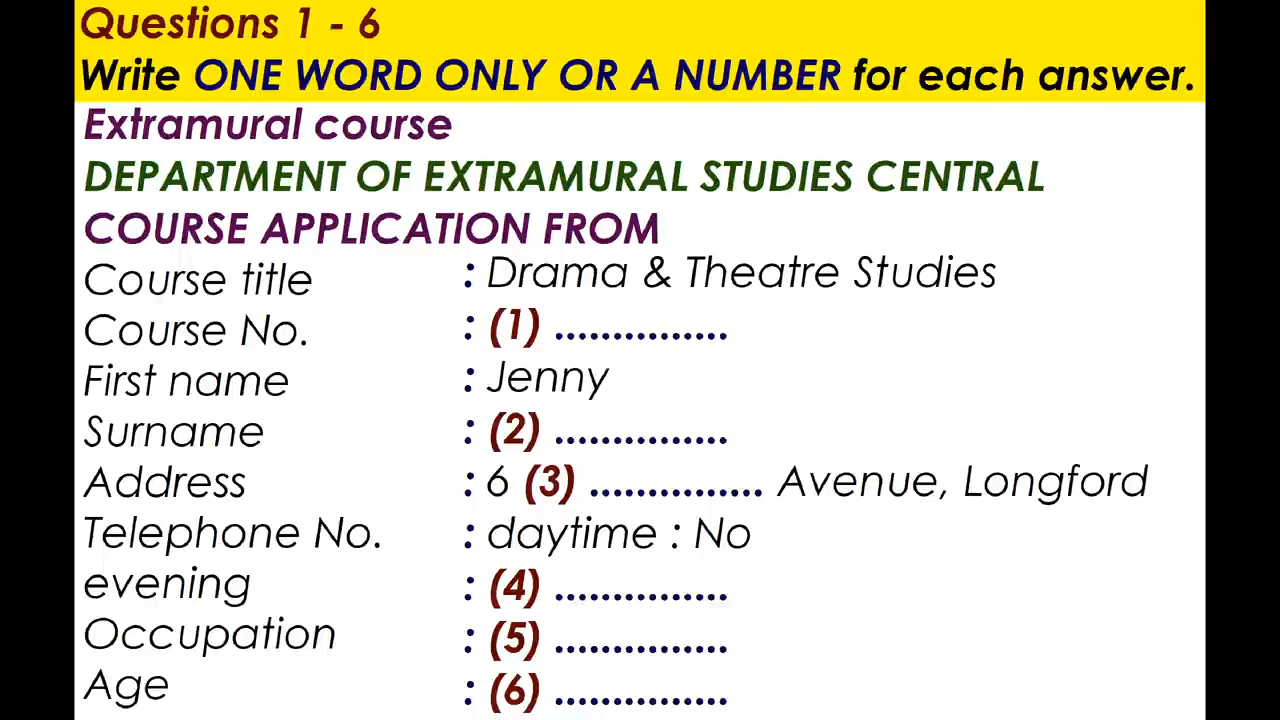 Questions 1 - 6
Write ONE WORD ONLY OR A NUMBER for each answer.
Extramural course
DEPARTMENT OF EXTRAMURAL STUDIES CENTRAL
COURSE APPLICATION FROM
Course title : Drama & Theatre Studies
Course No. : (1) ...............
First name : Jenny
Surname : (2) ...............
Address : 6 (3) ............... Avenue, Longford
Telephone No. : daytime : No
evening : (4) ...............
Occupation : (5) ...............
Age : (6) ...............